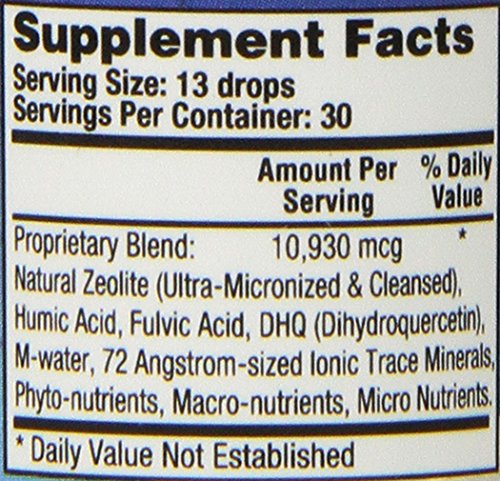 Supplement Facts
Serving Size: 13 drops
Servings Per Container: 30
Amount Per % Daily
Serving Value
Proprietary Blend: 10,930 mcg *
Natural Zeolite (Ultra-Micronized & Cleansed),
Humic Acid, Fulvic Acid, DHQ (Dihydroquercetin),
M-water, 72 Angstrom-sized Ionic Trace Minerals,
Phyto-nutrients, Macro-nutrients, Micro Nutrients.
* Daily Value Not Established